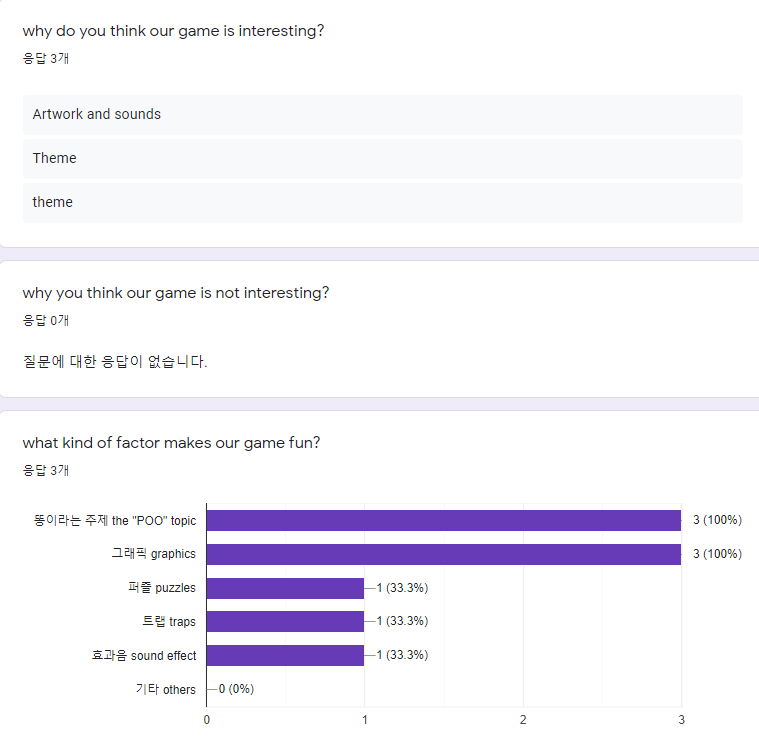 why do you think our game is interesting?
응답 3개
Artwork and sounds
Theme
theme
why you think our game is not interesting?
응답 0개
질문에 대한 응답이 없습니다.
what kind of factor makes our game fun?
응답 3개
똥이라는 주제 the "POO" topic 3 (100%)
그래픽 graphics 3 (100%)
퍼즐 puzzles 1 (33.3%)
트랩 traps 1 (33.3%)
효과음 sound effect 1 (33.3%)
기타 others 0 (0%)
0 1 2 3